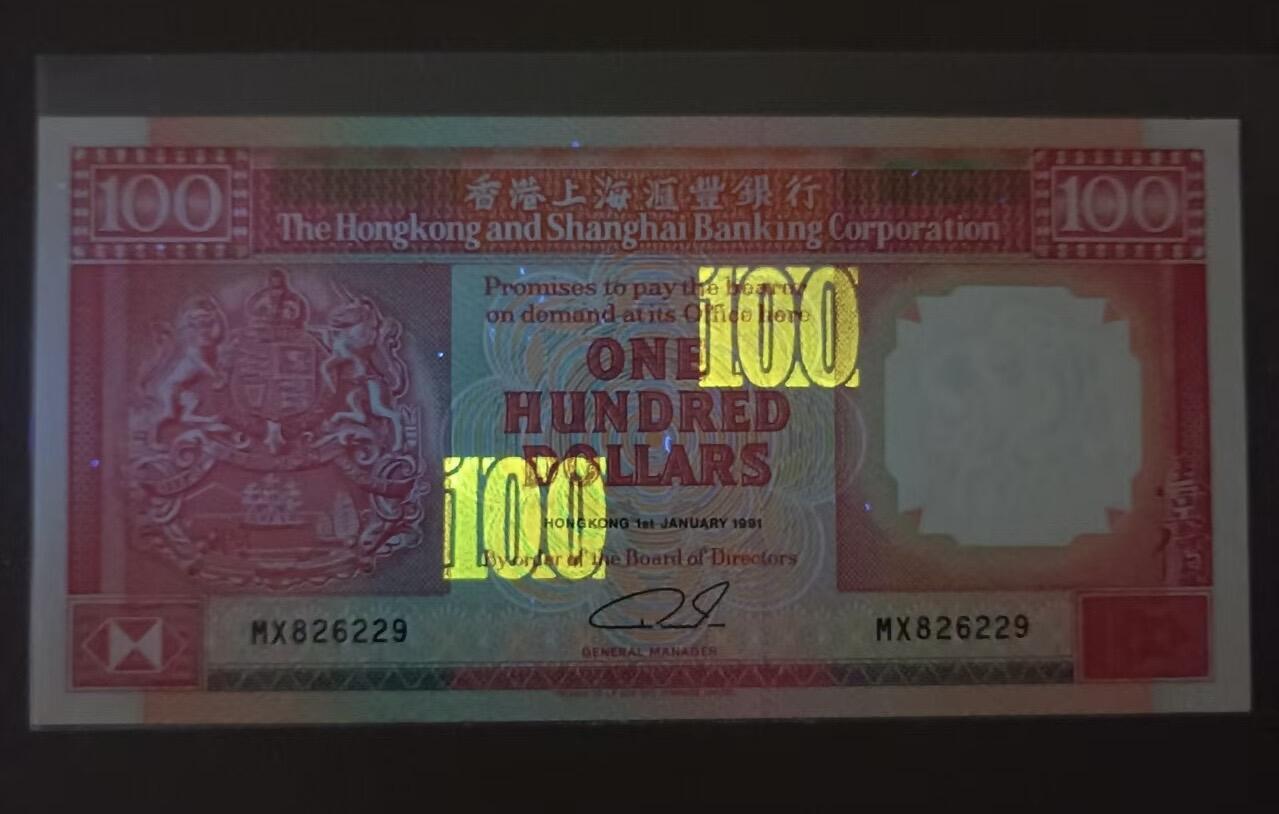 100
香港上海滙豐銀行
100
The Hongkong and Shanghai Banking Corporation
Promises to pay the bearer
on demand at its Office here
100
ONE
HUNDRED
DOLLARS
100
HONGKONG 1st JANUARY 1991
By order of the Board of Directors
MX826229
MX826229
GENERAL MANAGER